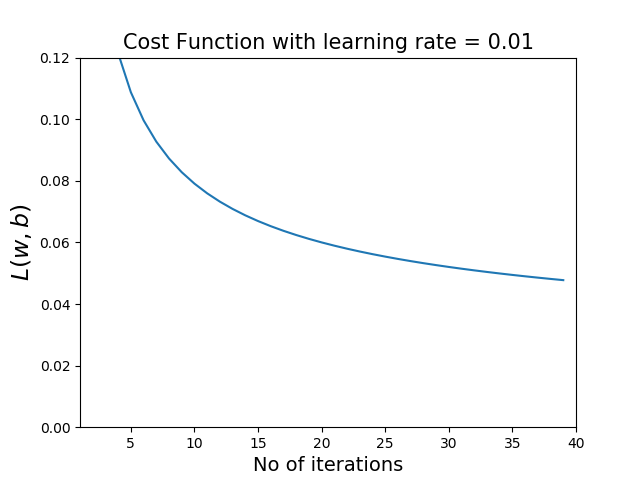 Cost Function with learning rate = 0.01
0.12
0.10
0.08
0.06
0.04
0.02
0.00
L(w, b)
5 10 15 20 25 30 35 40
No of iterations